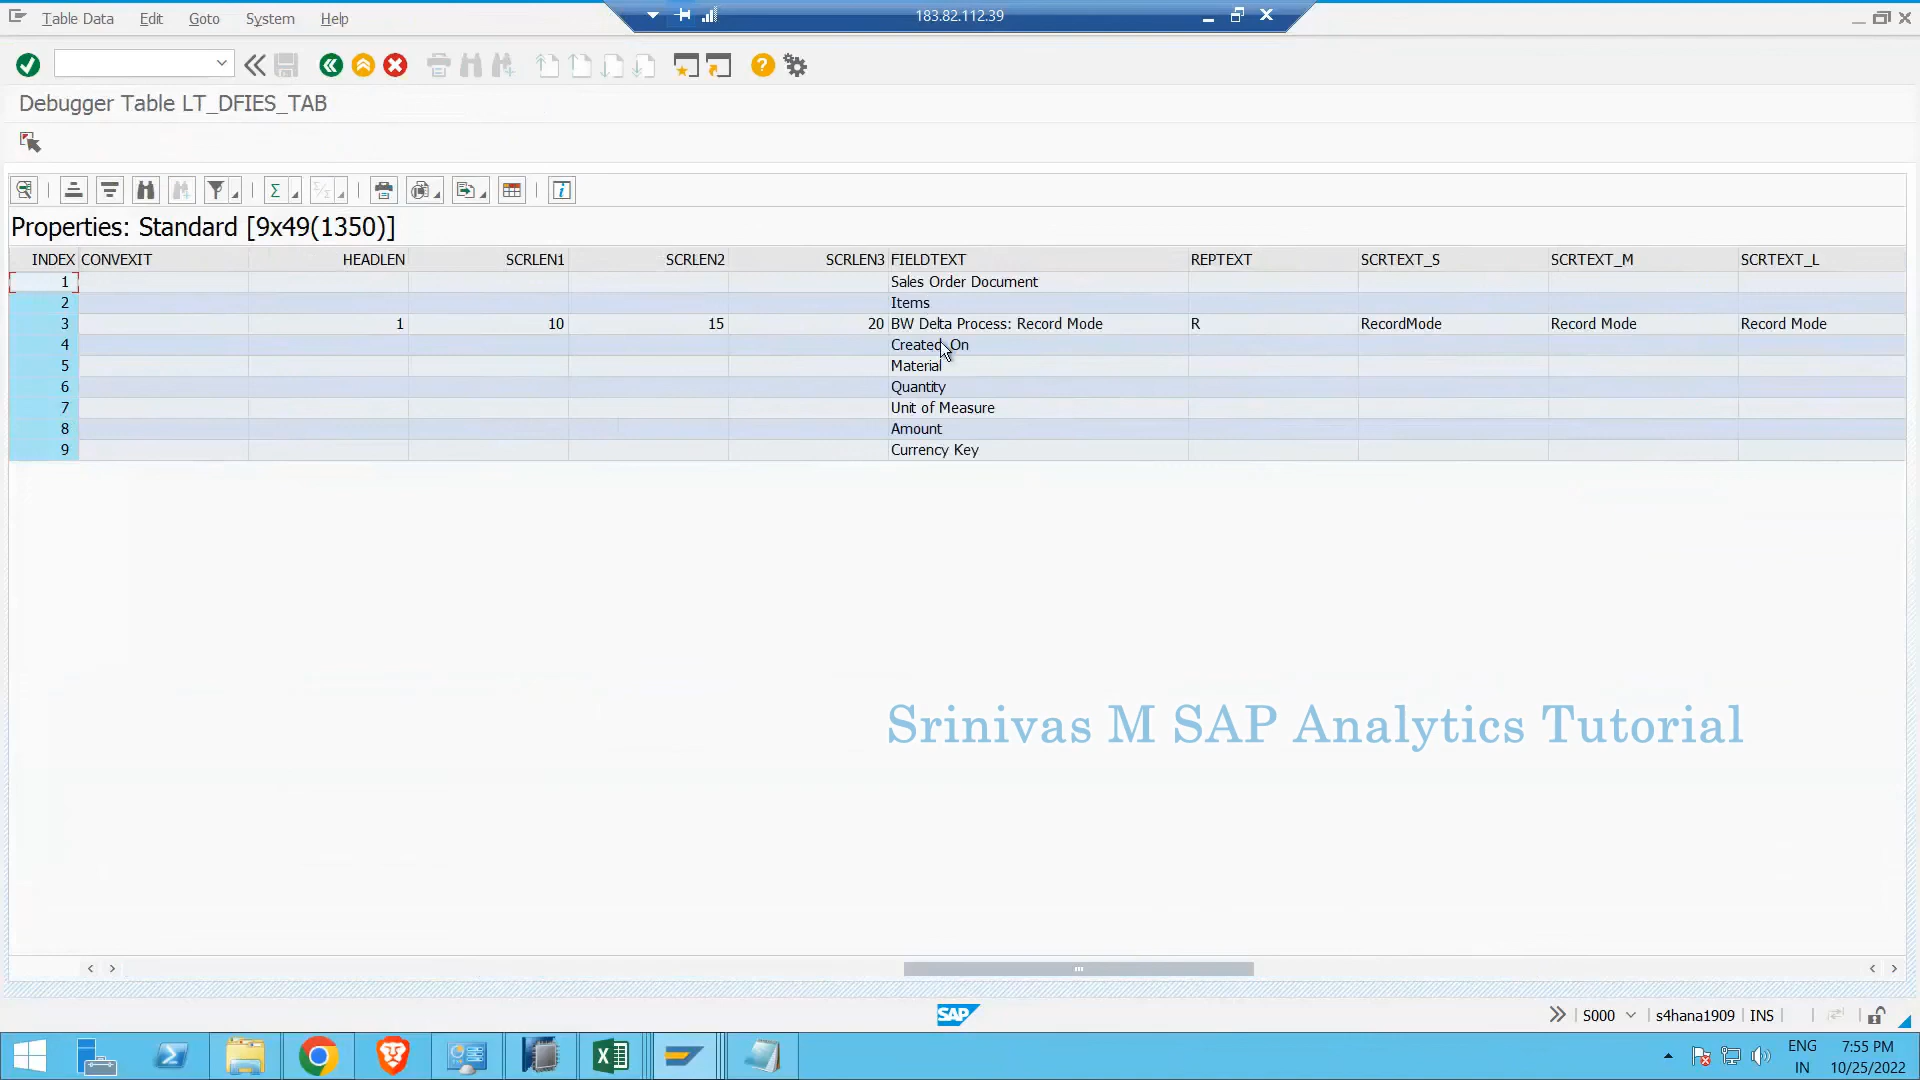 Table Data Edit Goto System Help
183.82.112.39
Debugger Table LT_DFIES_TAB
Properties: Standard [9x49(1350)]
INDEX CONVEXIT HEADLEN SCRLEN1 SCRLEN2 SCRLEN3 FIELDTEXT REPTEXT SCRTEXT_S SCRTEXT_M SCRTEXT_L
1 Sales Order Document
2 Items
3 1 10 15 20 BW Delta Process: Record Mode R RecordMode Record Mode Record Mode
4 Created On
5 Material
6 Quantity
7 Unit of Measure
8 Amount
9 Currency Key
Srinivas M SAP Analytics Tutorial
SAP
S000 s4hana1909 INS
ENG 7:55 PM
IN 10/25/2022